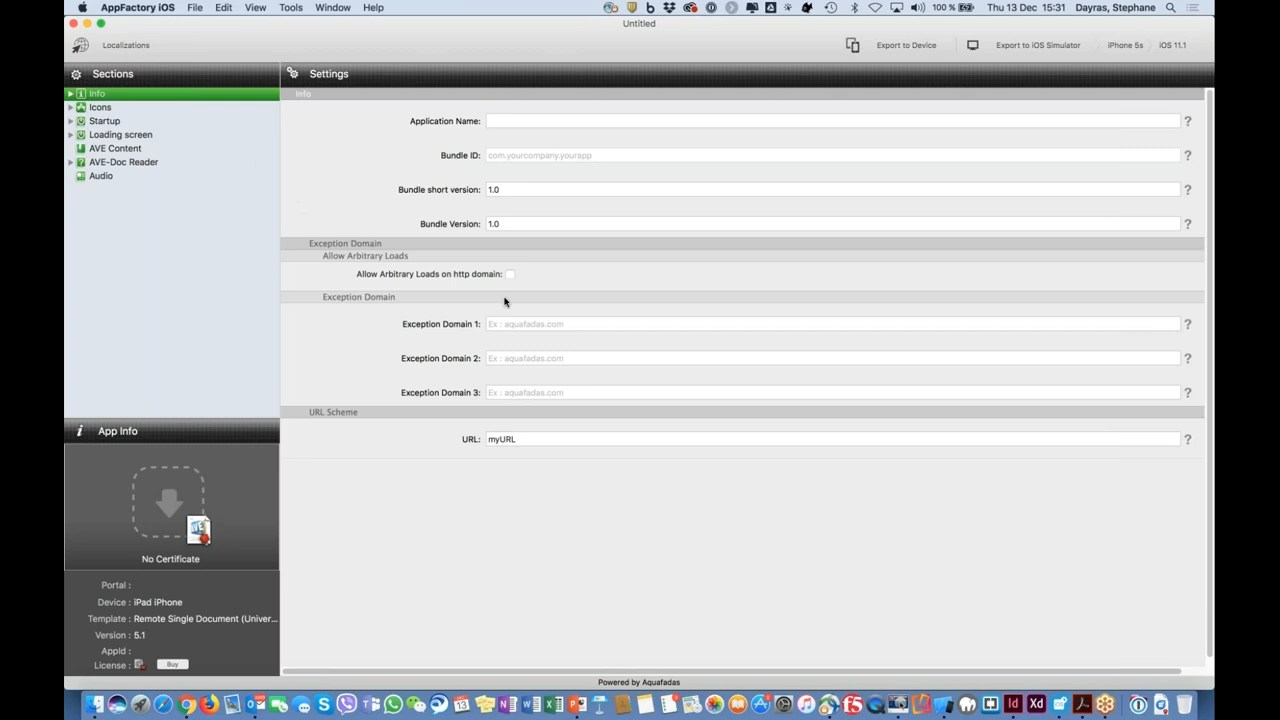 AppFactory iOS File Edit View Tools Window Help 100 % Thu 13 Dec 15:31 Dayras, Stephane
Untitled
Localizations Export to Device Export to iOS Simulator iPhone 5s iOS 11.1
Sections Settings
Info Info
Icons
Startup
Loading screen
AVE Content
AVE-Doc Reader
Audio
Application Name: ?
Bundle ID: com.yourcompany.yourapp ?
Bundle short version: 1.0 ?
Bundle Version: 1.0 ?
Exception Domain
Allow Arbitrary Loads
Allow Arbitrary Loads on http domain:
Exception Domain
Exception Domain 1: Ex : aquafadas.com ?
Exception Domain 2: Ex : aquafadas.com ?
Exception Domain 3: Ex : aquafadas.com ?
URL Scheme
URL: myURL ?
App Info
No Certificate
Portal :
Device : iPad iPhone
Template : Remote Single Document (Univer...
Version : 5.1
AppId :
License : Buy
Powered by Aquafadas